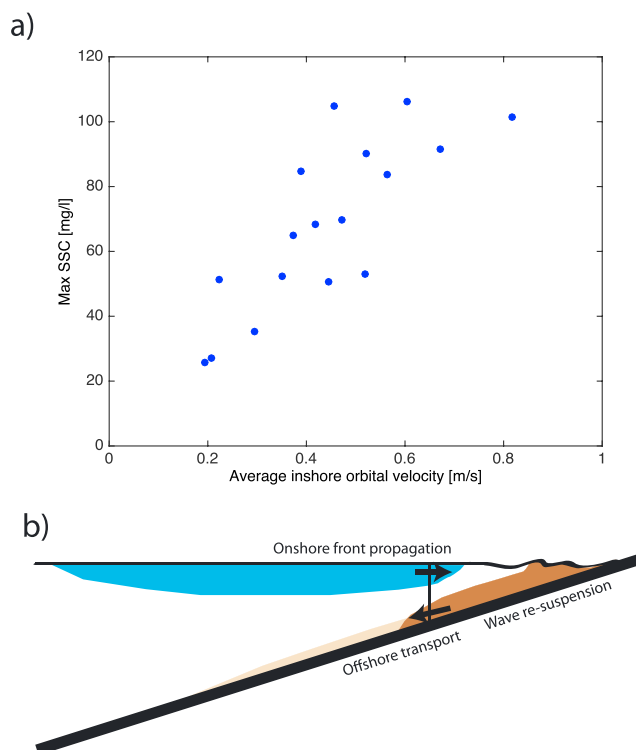 a)
120
100
80
60
40
20
0
Max SSC [mg/l]
0
0.2
0.4
0.6
0.8
1
Average inshore orbital velocity [m/s]
b)
Onshore front propagation
Wave re-suspension
Offshore transport